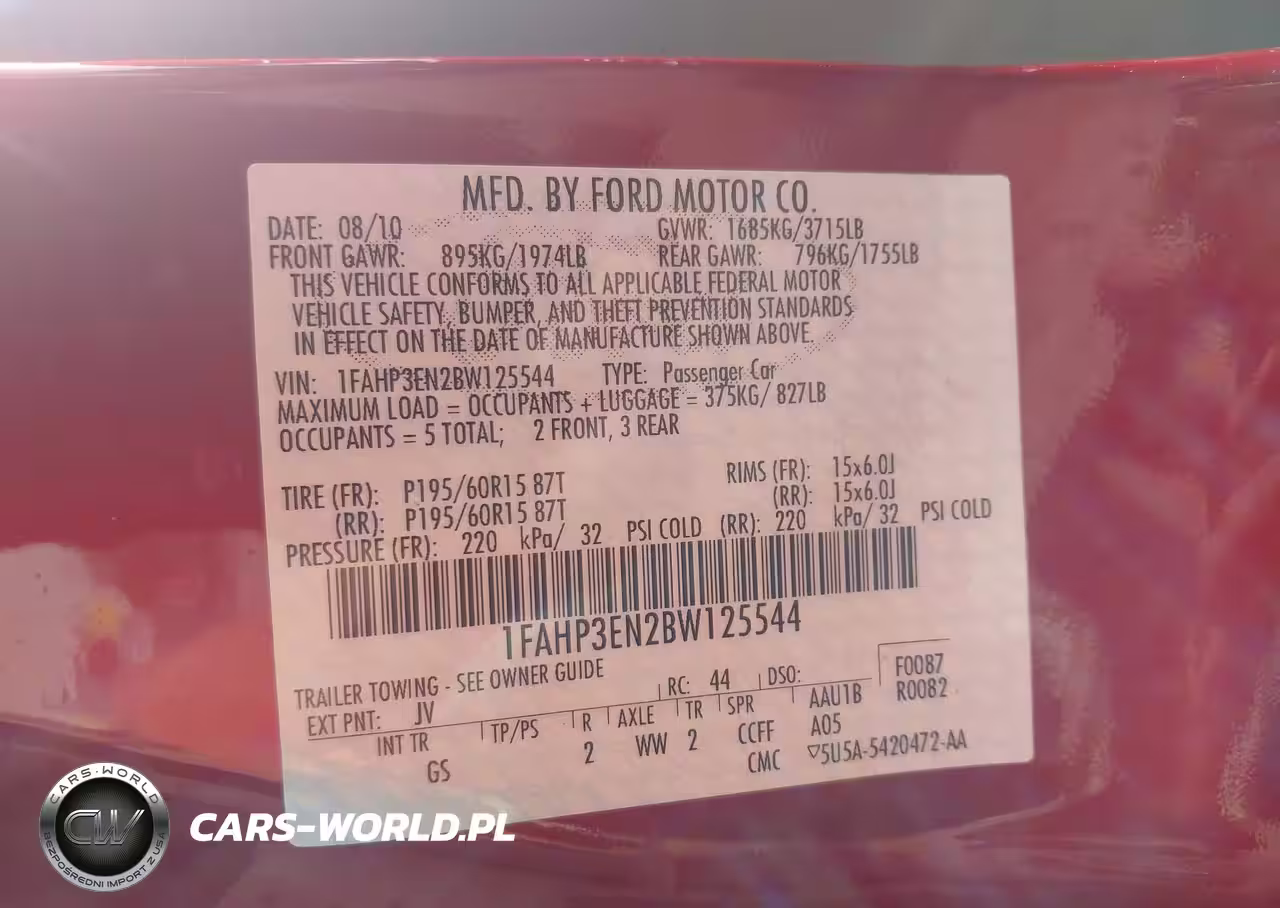 MFD. BY FORD MOTOR CO.
DATE: 08/10 GVWR: 1685KG/3715LB
FRONT GAWR: 895KG/1974LB REAR GAWR: 796KG/1755LB
THIS VEHICLE CONFORMS TO ALL APPLICABLE FEDERAL MOTOR
VEHICLE SAFETY, BUMPER, AND THEFT PREVENTION STANDARDS
IN EFFECT ON THE DATE OF MANUFACTURE SHOWN ABOVE.
VIN: 1FAHP3EN2BW125544 TYPE: Passenger Car
MAXIMUM LOAD = OCCUPANTS + LUGGAGE = 375KG/ 827LB
OCCUPANTS = 5 TOTAL; 2 FRONT, 3 REAR
TIRE (FR): P195/60R15 87T RIMS (FR): 15x6.0J
(RR): P195/60R15 87T (RR): 15x6.0J
PRESSURE (FR): 220 kPa/ 32 PSI COLD (RR): 220 kPa/ 32 PSI COLD
1FAHP3EN2BW125544
TRAILER TOWING - SEE OWNER GUIDE
EXT PNT: JV RC: 44 DSO: F0087
R0082
INT TR TP/PS R AXLE TR SPR AAU1B
GS 2 WW 2 CCFF A05
CMC ▽5U5A-5420472-AA
CARS-WORLD
CW
BEZPOŚREDNI IMPORT Z USA
CARS-WORLD.PL